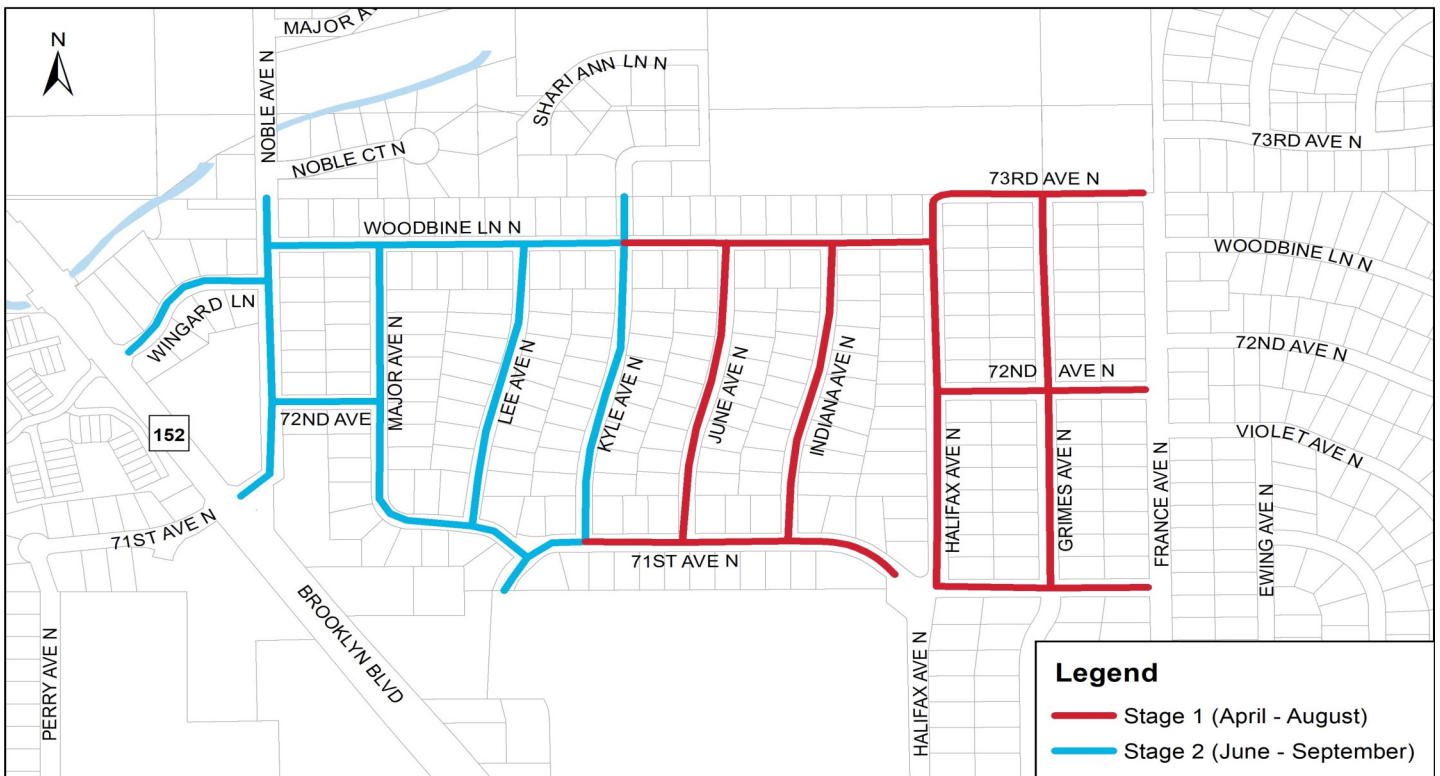 MAJOR A
N
NOBLE AVE N
SHARI ANN LN N
NOBLE CT N
73RD AVE N
73RD AVE N
WOODBINE LN N
WOODBINE LN N
WINGARD LN
MAJOR AVE N
LEE AVE N
KYLE AVE N
JUNE AVE N
INDIANA AVE N
72ND AVE N
72ND AVE N
72ND AVE
152
VIOLET AVE N
HALIFAX AVE N
GRIMES AVE N
FRANCE AVE N
EWING AVE N
71ST AVE N
71ST AVE N
BROOKLYN BLVD
PERRY AVE N
HALIFAX AVE N
Legend
Stage 1 (April - August)
Stage 2 (June - September)